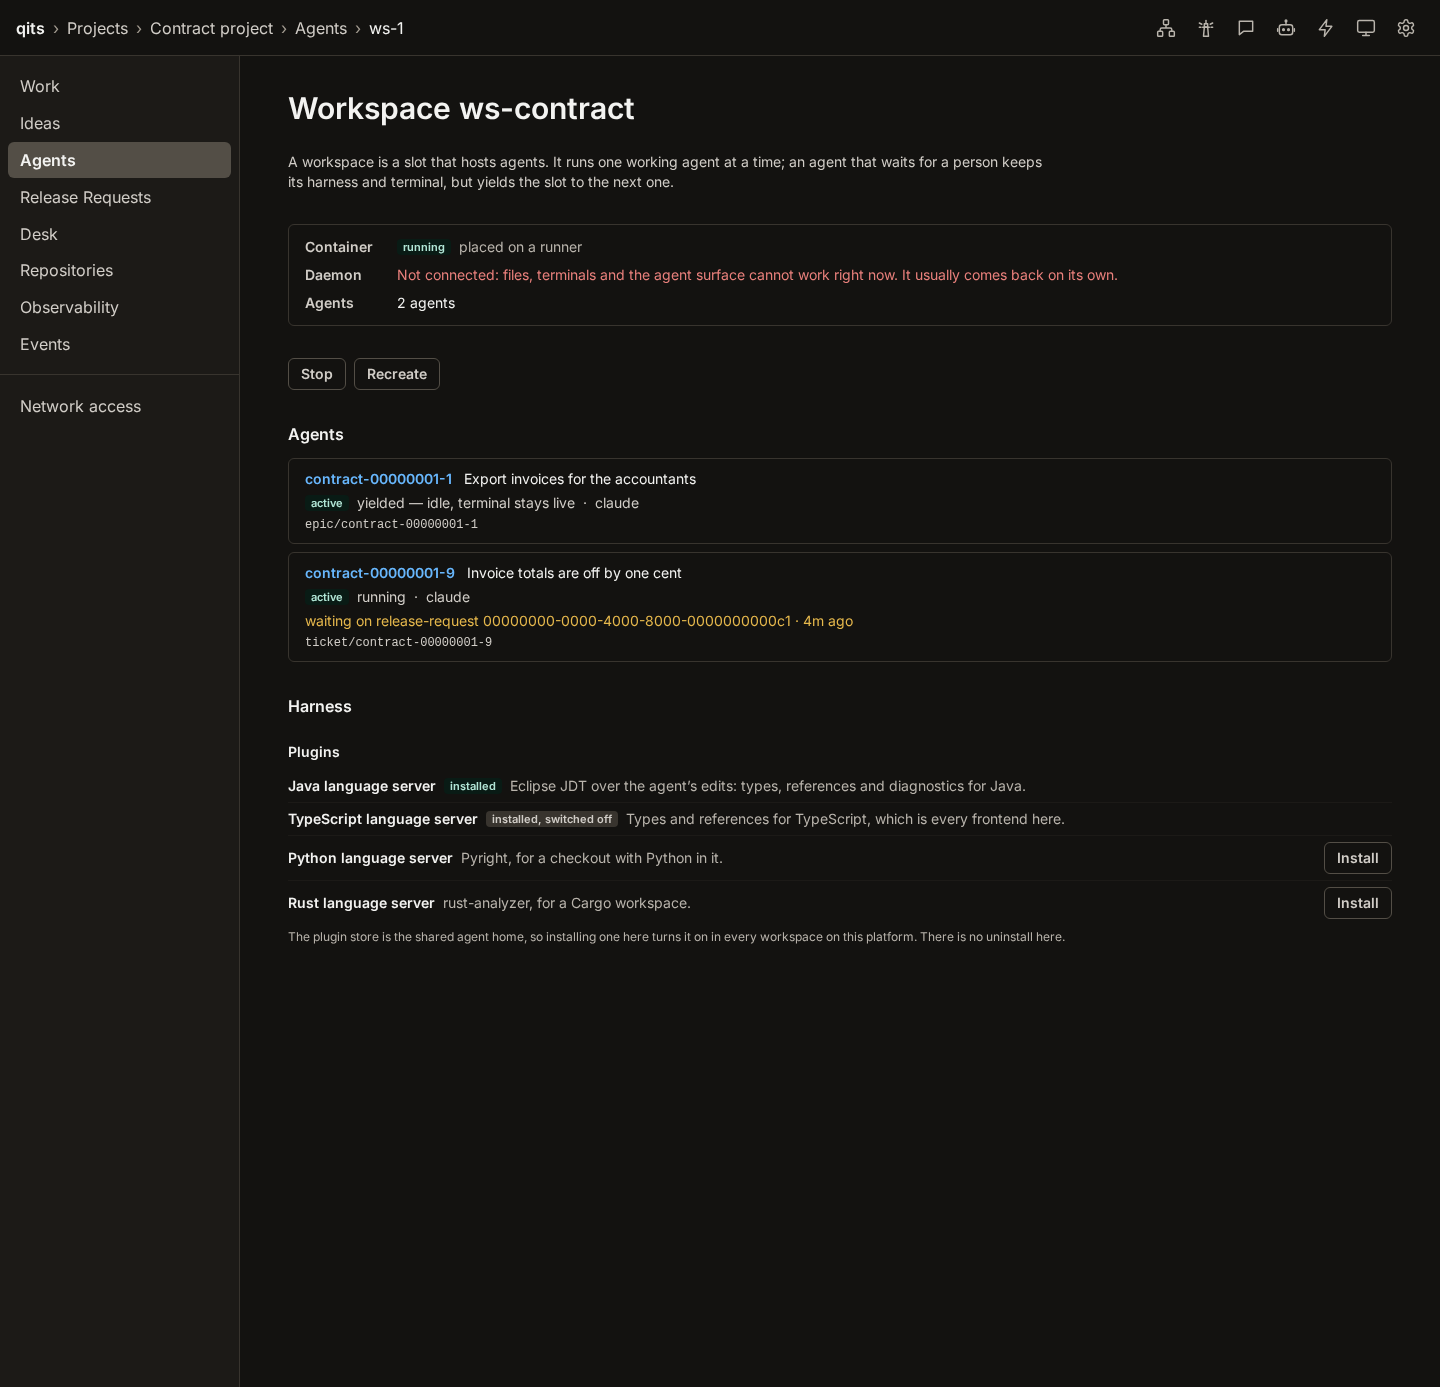 qits › Projects › Contract project › Agents › ws-1
Work
Ideas
Agents
Release Requests
Desk
Repositories
Observability
Events
Network access
Workspace ws-contract
A workspace is a slot that hosts agents. It runs one working agent at a time; an agent that waits for a person keeps
its harness and terminal, but yields the slot to the next one.
Container running placed on a runner
Daemon Not connected: files, terminals and the agent surface cannot work right now. It usually comes back on its own.
Agents 2 agents
Stop Recreate
Agents
contract-00000001-1 Export invoices for the accountants
active yielded — idle, terminal stays live · claude
epic/contract-00000001-1
contract-00000001-9 Invoice totals are off by one cent
active running · claude
waiting on release-request 00000000-0000-4000-8000-0000000000c1 · 4m ago
ticket/contract-00000001-9
Harness
Plugins
Java language server installed Eclipse JDT over the agent’s edits: types, references and diagnostics for Java.
TypeScript language server installed, switched off Types and references for TypeScript, which is every frontend here.
Python language server Pyright, for a checkout with Python in it. Install
Rust language server rust-analyzer, for a Cargo workspace. Install
The plugin store is the shared agent home, so installing one here turns it on in every workspace on this platform. There is no uninstall here.